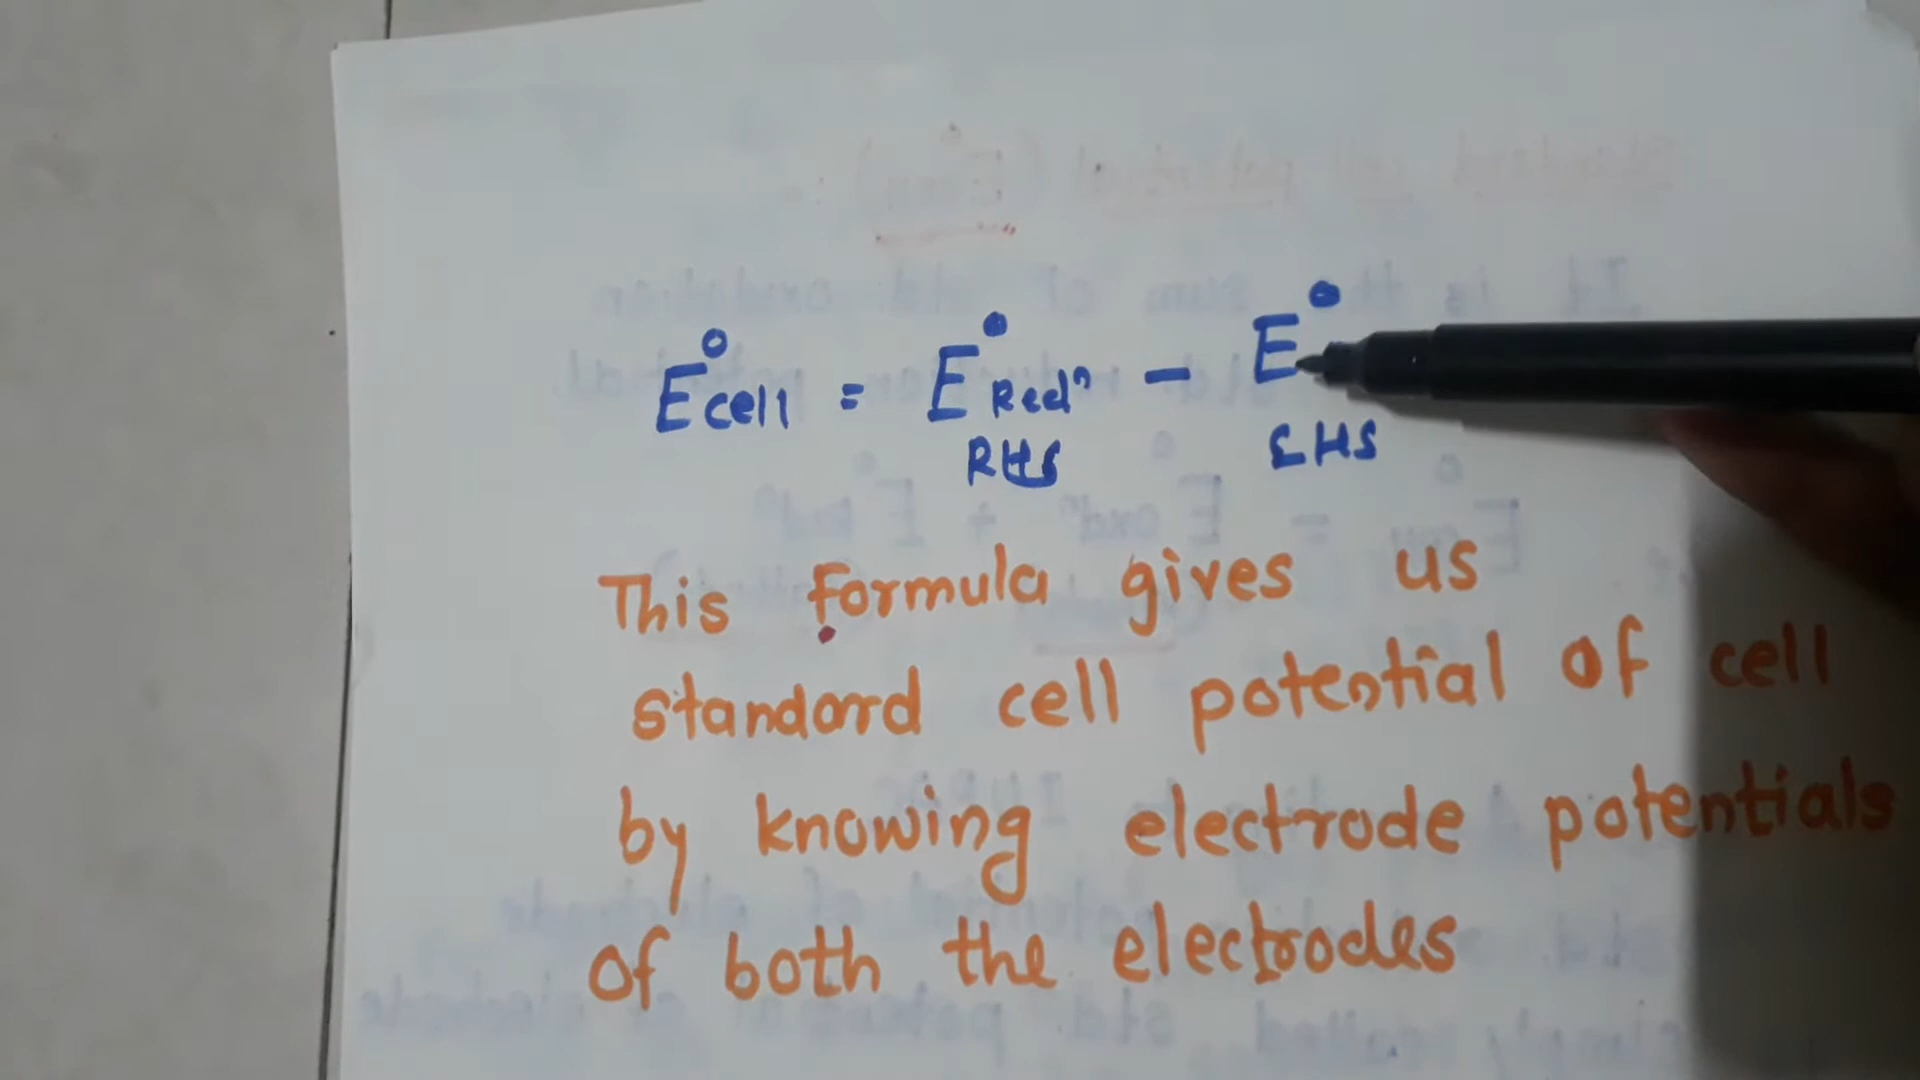 E°cell = E°Redⁿ - E°
RHS LHS
This formula gives us
standard cell potential of cell
by knowing electrode potentials
of both the electrodes